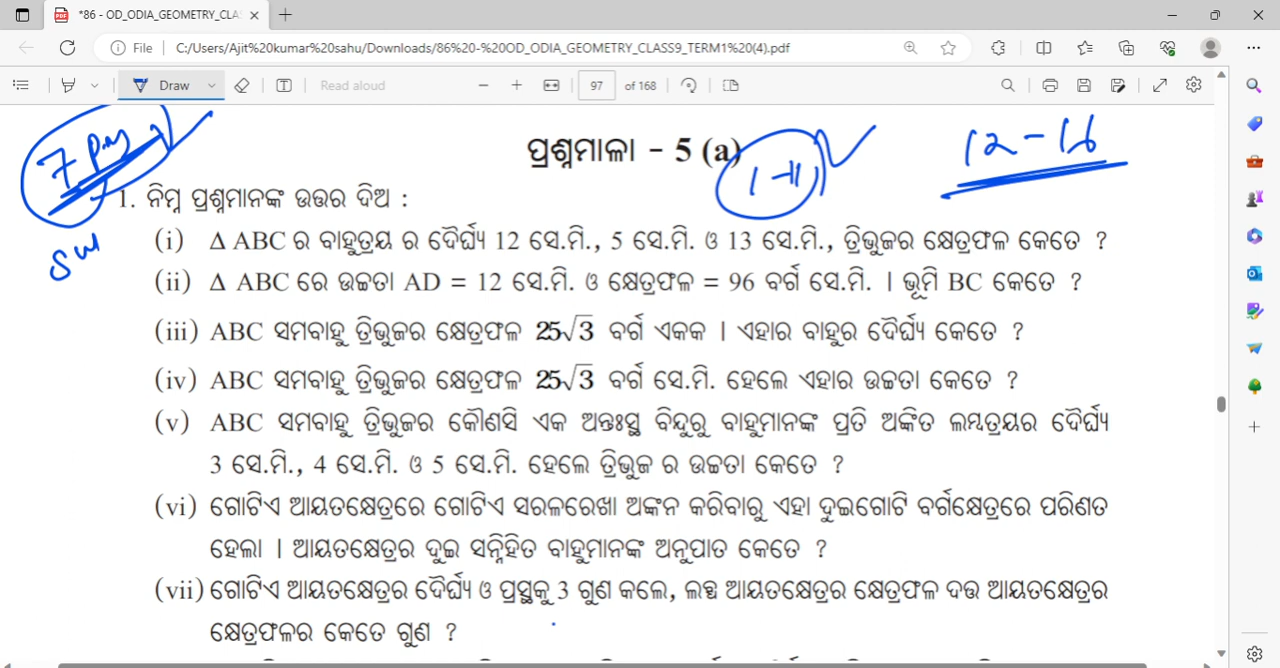 *86 - OD_ODIA_GEOMETRY_CLA
File C:/Users/Ajit%20kumar%20sahu/Downloads/86%20-%20OD_ODIA_GEOMETRY_CLASS9_TERM1%20(4).pdf
Draw Read aloud 97 of 168
7 pm
ପ୍ରଶ୍ନମାଳା - 5 (a)
12-16
1. ନିମ୍ନ ପ୍ରଶ୍ନମାନଙ୍କ ଉତ୍ତର ଦିଅ :
(i) Δ ABC ର ବାହୁତ୍ରୟ ର ଦୈର୍ଘ୍ୟ 12 ସେ.ମି., 5 ସେ.ମି. ଓ 13 ସେ.ମି., ତ୍ରିଭୁଜର କ୍ଷେତ୍ରଫଳ କେତେ ?
(ii) Δ ABC ରେ ଉଚ୍ଚତା AD = 12 ସେ.ମି. ଓ କ୍ଷେତ୍ରଫଳ = 96 ବର୍ଗ ସେ.ମି. । ଭୂମି BC କେତେ ?
(iii) ABC ସମବାହୁ ତ୍ରିଭୁଜର କ୍ଷେତ୍ରଫଳ 25√3 ବର୍ଗ ଏକକ । ଏହାର ବାହୁର ଦୈର୍ଘ୍ୟ କେତେ ?
(iv) ABC ସମବାହୁ ତ୍ରିଭୁଜର କ୍ଷେତ୍ରଫଳ 25√3 ବର୍ଗ ସେ.ମି. ହେଲେ ଏହାର ଉଚ୍ଚତା କେତେ ?
(v) ABC ସମବାହୁ ତ୍ରିଭୁଜର କୌଣସି ଏକ ଅନ୍ତଃସ୍ଥ ବିନ୍ଦୁରୁ ବାହୁମାନଙ୍କ ପ୍ରତି ଅଙ୍କିତ ଲମ୍ବତ୍ରୟର ଦୈର୍ଘ୍ୟ
3 ସେ.ମି., 4 ସେ.ମି. ଓ 5 ସେ.ମି. ହେଲେ ତ୍ରିଭୁଜ ର ଉଚ୍ଚତା କେତେ ?
(vi) ଗୋଟିଏ ଆୟତକ୍ଷେତ୍ରରେ ଗୋଟିଏ ସରଳରେଖା ଅଙ୍କନ କରିବାରୁ ଏହା ଦୁଇଗୋଟି ବର୍ଗକ୍ଷେତ୍ରରେ ପରିଣତ
ହେଲା । ଆୟତକ୍ଷେତ୍ରର ଦୁଇ ସନ୍ନିହିତ ବାହୁମାନଙ୍କ ଅନୁପାତ କେତେ ?
(vii) ଗୋଟିଏ ଆୟତକ୍ଷେତ୍ରର ଦୈର୍ଘ୍ୟ ଓ ପ୍ରସ୍ଥକୁ 3 ଗୁଣ କଲେ, ଲବ୍ଧ ଆୟତକ୍ଷେତ୍ରର କ୍ଷେତ୍ରଫଳ ଦତ୍ତ ଆୟତକ୍ଷେତ୍ରର
କ୍ଷେତ୍ରଫଳର କେତେ ଗୁଣ ?